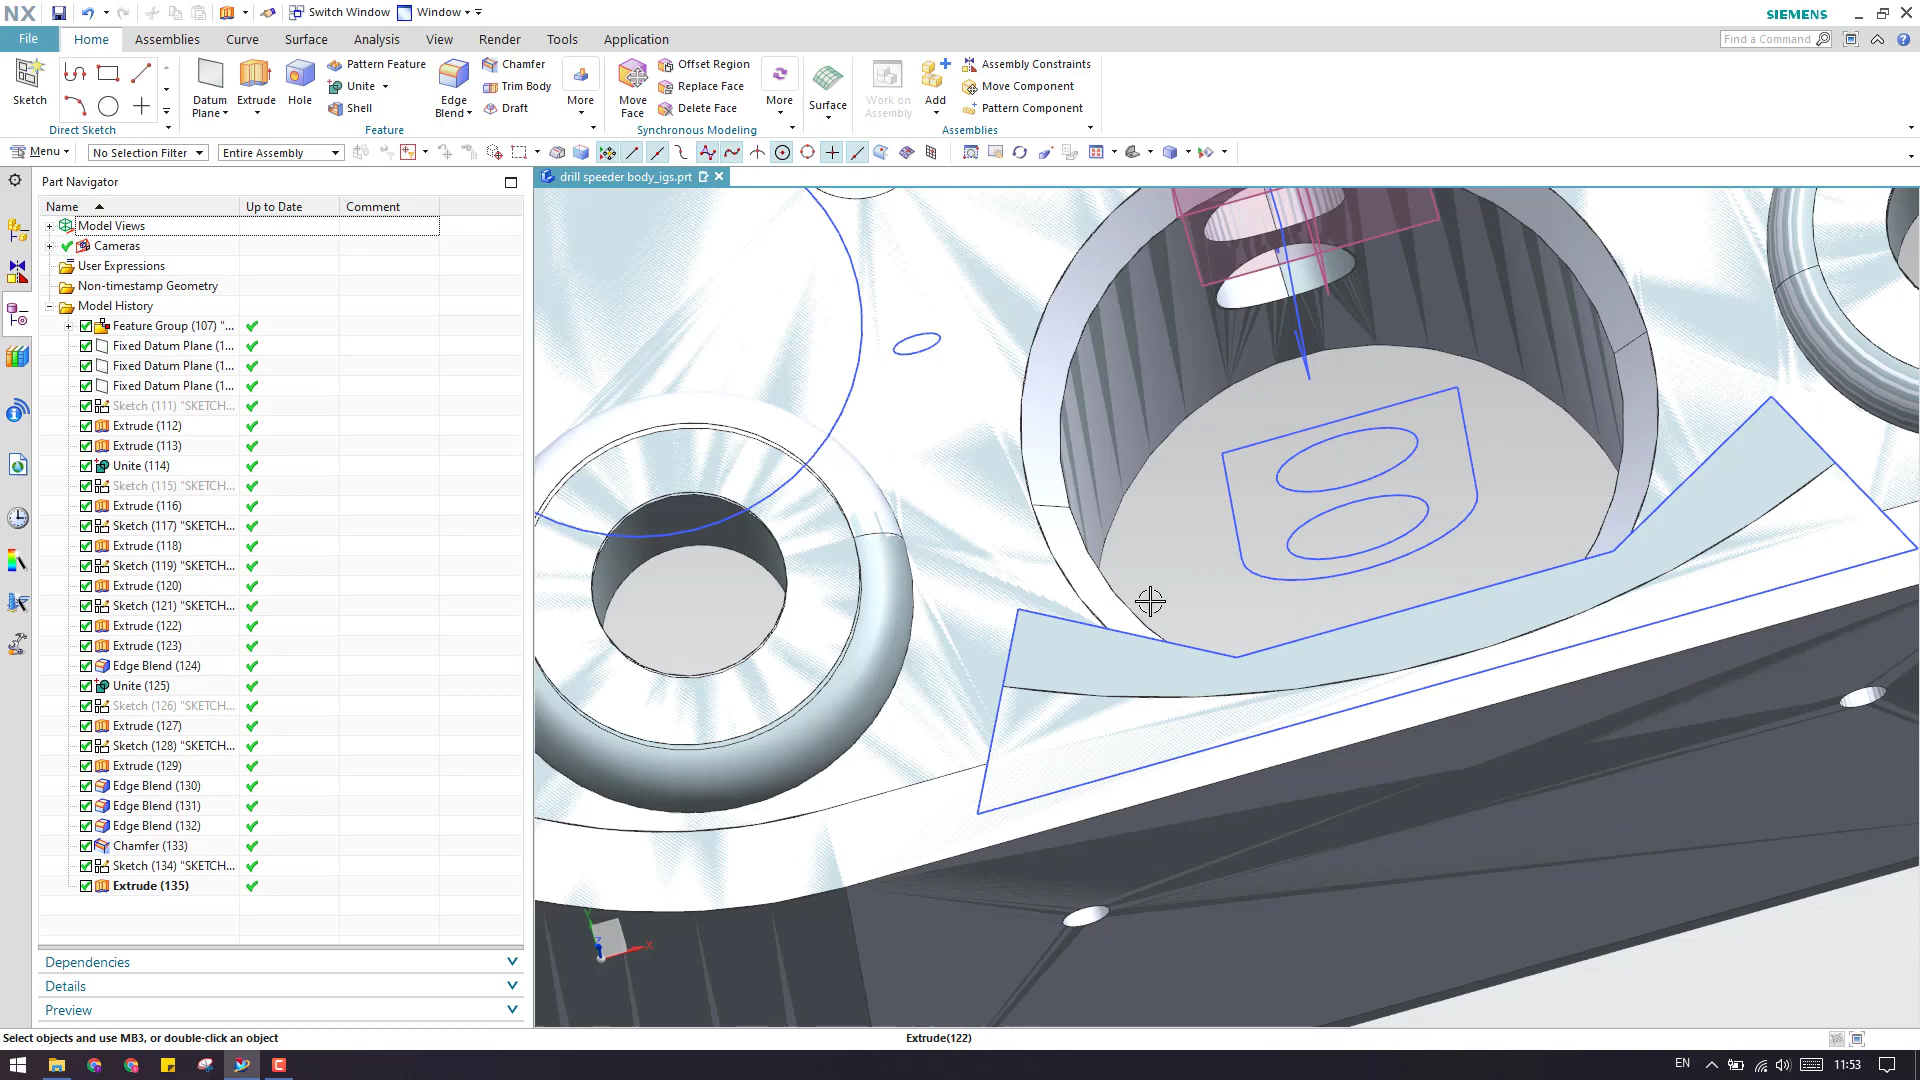 NX
Switch Window
Window
SIEMENS
File
Home
Assemblies
Curve
Surface
Analysis
View
Render
Tools
Application
Find a Command
Sketch
Direct Sketch
Datum Plane
Extrude
Hole
Pattern Feature
Unite
Shell
Edge Blend
Chamfer
Trim Body
Draft
More
Feature
Move Face
Offset Region
Replace Face
Delete Face
More
Synchronous Modeling
Surface
Work on Assembly
Add
Assembly Constraints
Move Component
Pattern Component
Assemblies
Menu
No Selection Filter
Entire Assembly
Part Navigator
drill speeder body_igs.prt
Name Up to Date Comment
Model Views
Cameras
User Expressions
Non-timestamp Geometry
Model History
Feature Group (107) "...
Fixed Datum Plane (1...
Fixed Datum Plane (1...
Fixed Datum Plane (1...
Sketch (111) "SKETCH...
Extrude (112)
Extrude (113)
Unite (114)
Sketch (115) "SKETCH...
Extrude (116)
Sketch (117) "SKETCH...
Extrude (118)
Sketch (119) "SKETCH...
Extrude (120)
Sketch (121) "SKETCH...
Extrude (122)
Extrude (123)
Edge Blend (124)
Unite (125)
Sketch (126) "SKETCH...
Extrude (127)
Sketch (128) "SKETCH...
Extrude (129)
Edge Blend (130)
Edge Blend (131)
Edge Blend (132)
Chamfer (133)
Sketch (134) "SKETCH...
Extrude (135)
Y
X
Z
Dependencies
Details
Preview
Select objects and use MB3, or double-click an object
Extrude(122)
EN
11:53